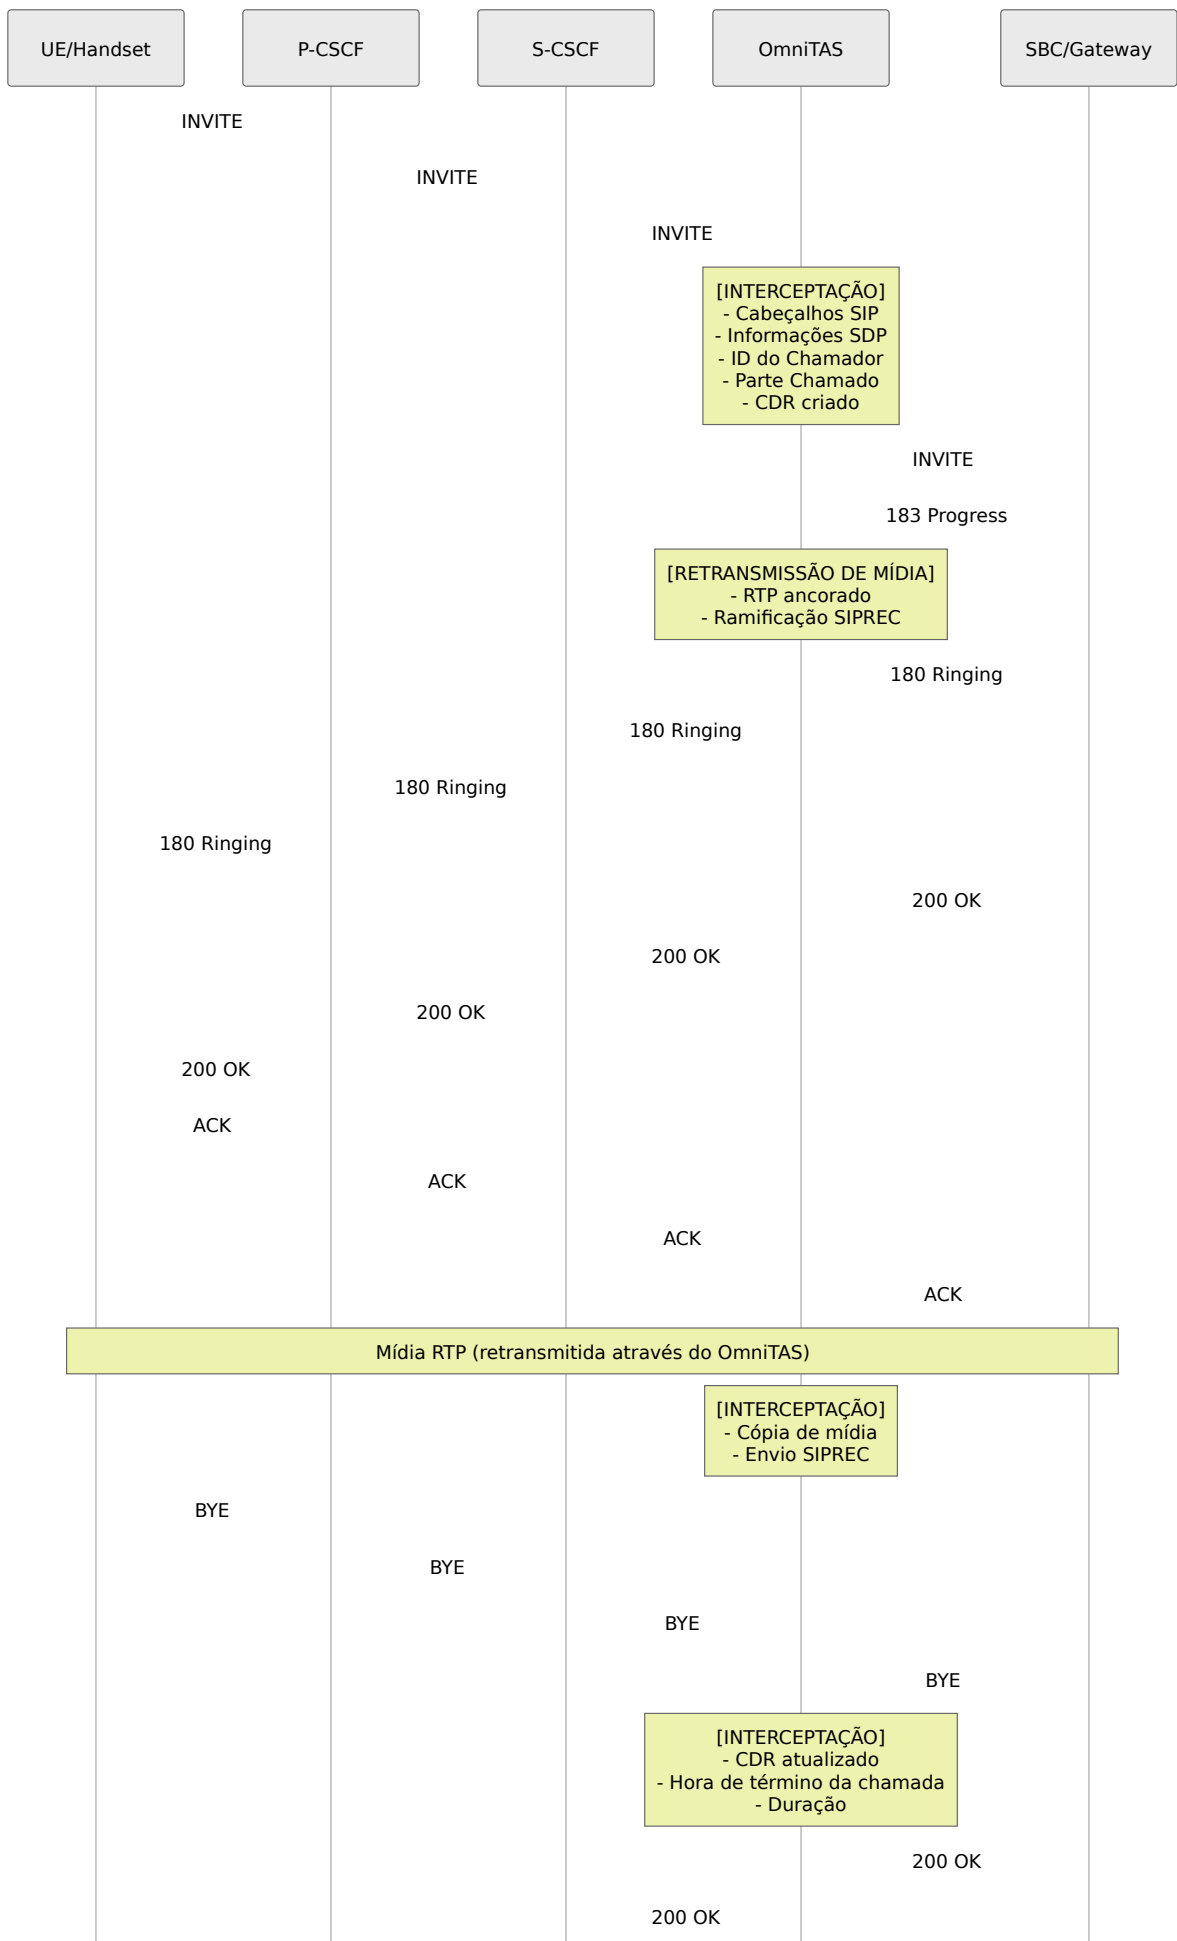 UE/Handset
P-CSCF
S-CSCF
OmniTAS
SBC/Gateway
INVITE
INVITE
INVITE
[INTERCEPTAÇÃO]
- Cabeçalhos SIP
- Informações SDP
- ID do Chamador
- Parte Chamado
- CDR criado
INVITE
183 Progress
[RETRANSMISSÃO DE MÍDIA]
- RTP ancorado
- Ramificação SIPREC
180 Ringing
180 Ringing
180 Ringing
180 Ringing
200 OK
200 OK
200 OK
200 OK
ACK
ACK
ACK
ACK
Mídia RTP (retransmitida através do OmniTAS)
[INTERCEPTAÇÃO]
- Cópia de mídia
- Envio SIPREC
BYE
BYE
BYE
BYE
[INTERCEPTAÇÃO]
- CDR atualizado
- Hora de término da chamada
- Duração
200 OK
200 OK